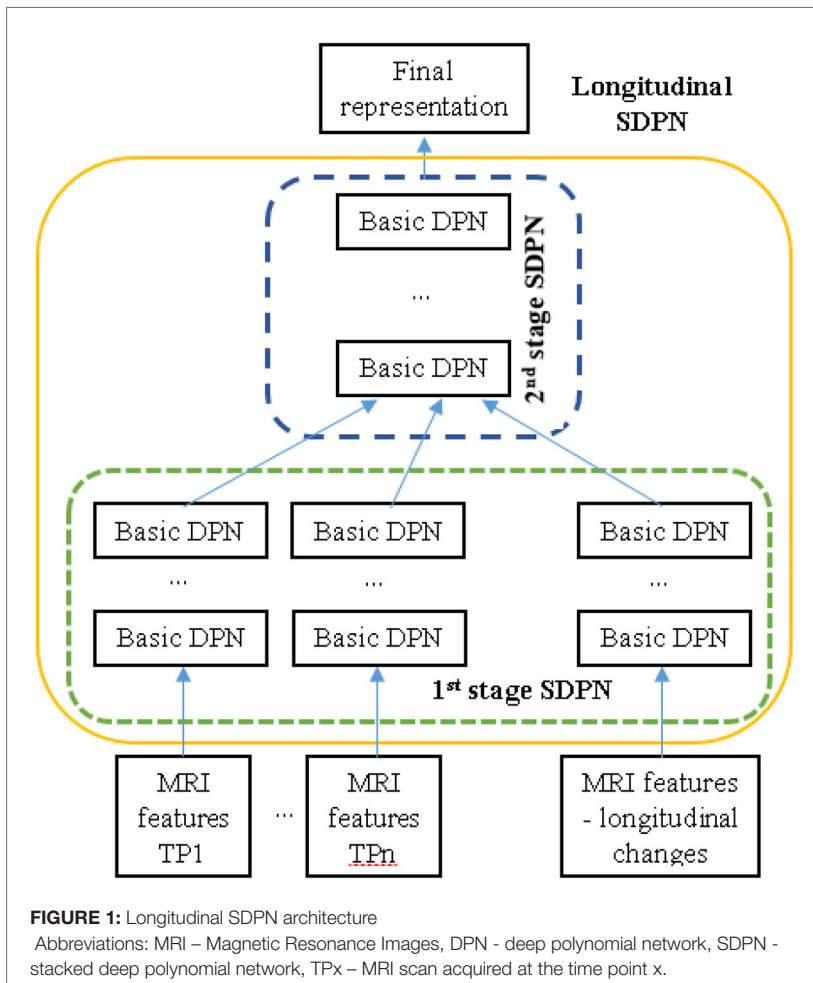 Final
representation
Longitudinal
SDPN
Basic DPN
...
Basic DPN
2nd stage SDPN
Basic DPN
Basic DPN
Basic DPN
...
...
...
Basic DPN
Basic DPN
Basic DPN
1st stage SDPN
MRI
features
TP1
...
MRI
features
TPn
MRI features
- longitudinal
changes
FIGURE 1: Longitudinal SDPN architecture
Abbreviations: MRI – Magnetic Resonance Images, DPN - deep polynomial network, SDPN -
stacked deep polynomial network, TPx – MRI scan acquired at the time point x.